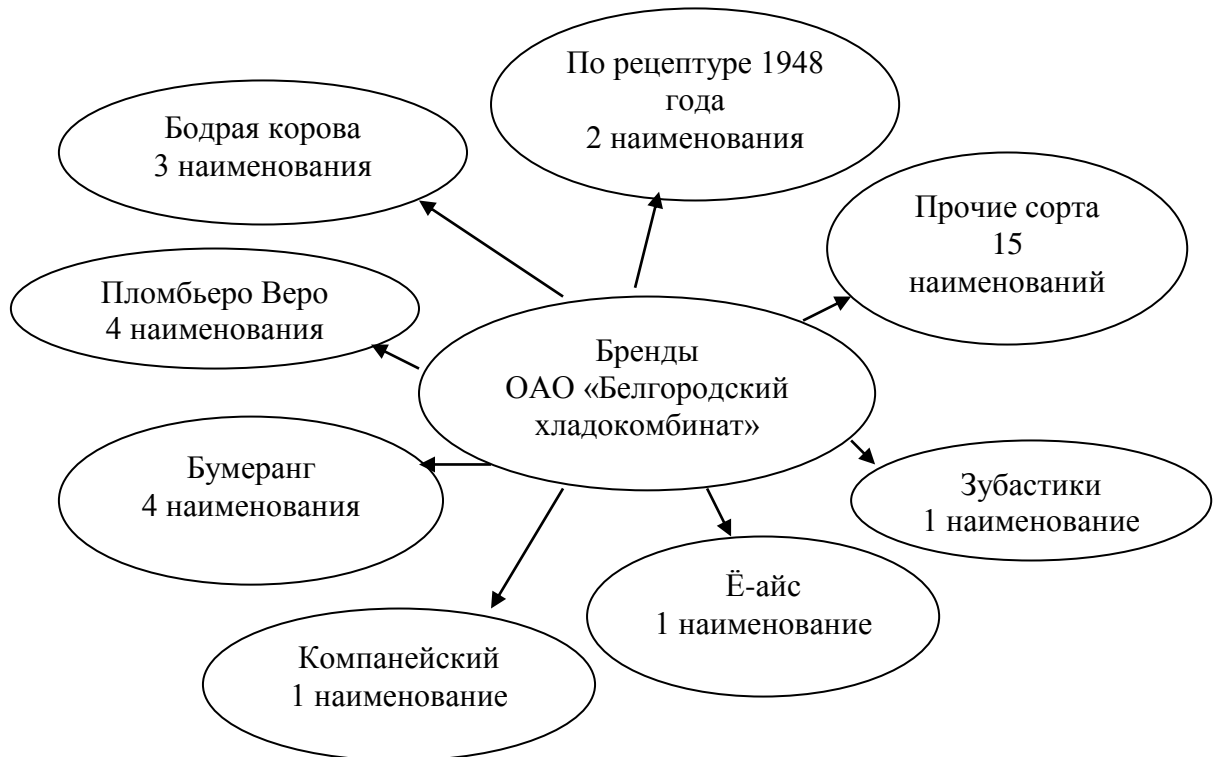 По рецептуре 1948
года
2 наименования
Бодрая корова
3 наименования
Прочие сорта
15
наименований
Пломбьеро Веро
4 наименования
Бренды
ОАО «Белгородский
хладокомбинат»
Бумеранг
4 наименования
Зубастики
1 наименование
Ё-айс
1 наименование
Компанейский
1 наименование